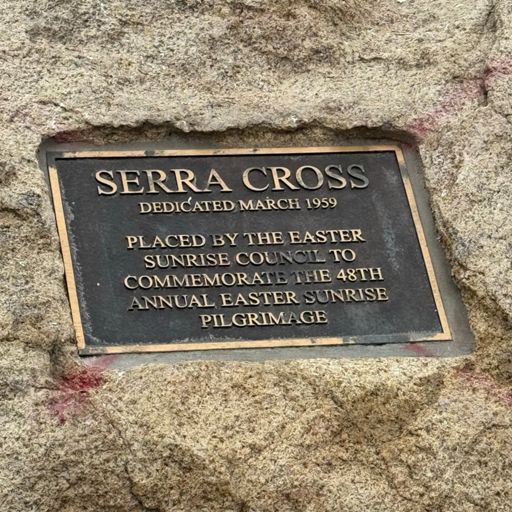 SERRA CROSS
DEDICATED MARCH 1959
PLACED BY THE EASTER
SUNRISE COUNCIL TO
COMMEMORATE THE 48TH
ANNUAL EASTER SUNRISE
PILGRIMAGE